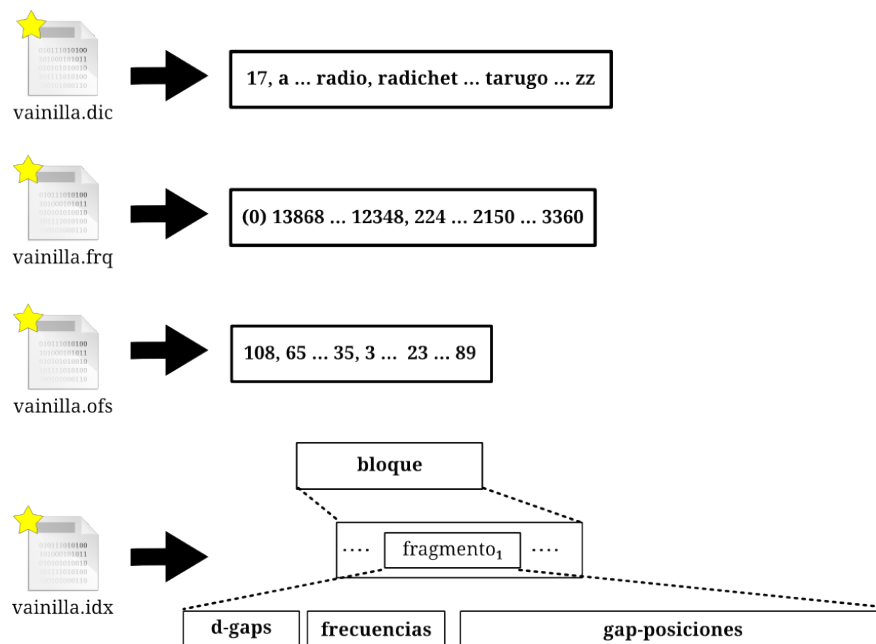 17, a ... radio, radichet ... tarugo ... zz
vainilla.dic
(0) 13868 ... 12348, 224 ... 2150 ... 3360
vainilla.frq
108, 65 ... 35, 3 ... 23 ... 89
vainilla.ofs
bloque
.... fragmento₁ ....
vainilla.idx
d-gaps frecuencias gap-posiciones